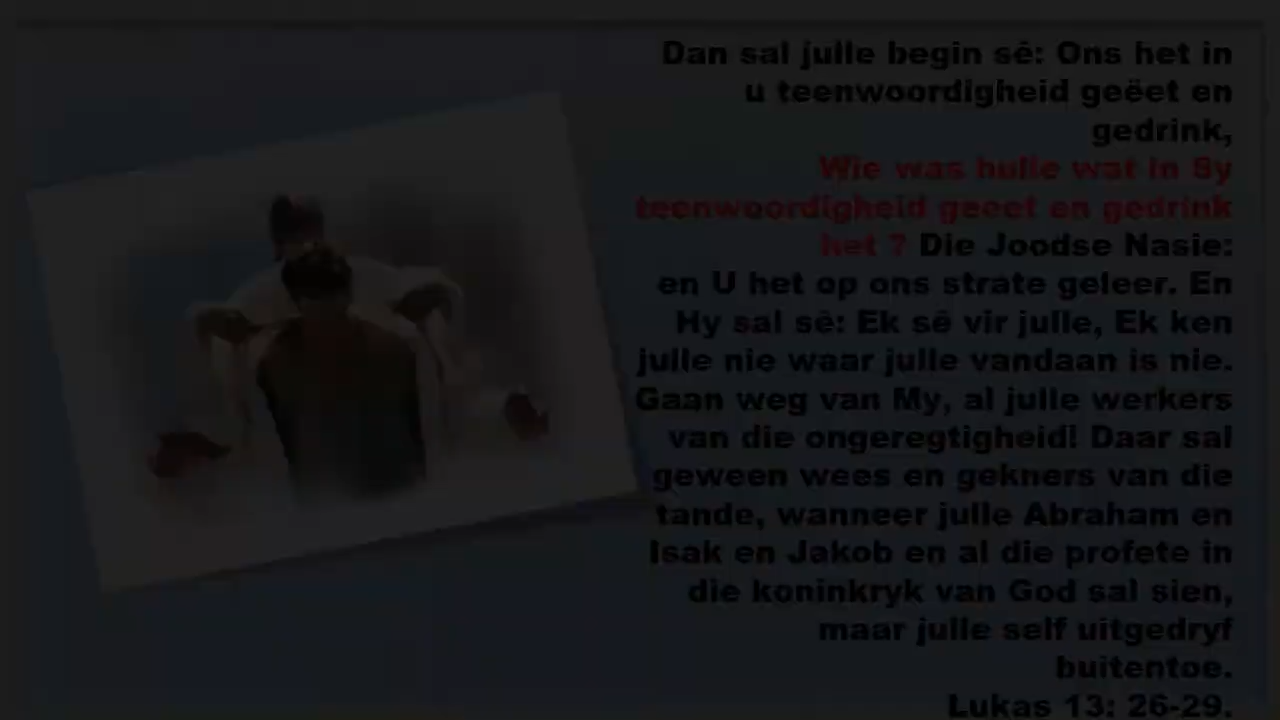 Dan sal julle begin sê: Ons het in
u teenwoordigheid geëet en
gedrink,
Wie was hulle wat in Sy
teenwoordigheid geeet en gedrink
het ? Die Joodse Nasie:
en U het op ons strate geleer. En
Hy sal sê: Ek sê vir julle, Ek ken
julle nie waar julle vandaan is nie.
Gaan weg van My, al julle werkers
van die ongeregtigheid! Daar sal
geween wees en gekners van die
tande, wanneer julle Abraham en
Isak en Jakob en al die profete in
die koninkryk van God sal sien,
maar julle self uitgedryf
buitentoe.
Lukas 13: 26-29.